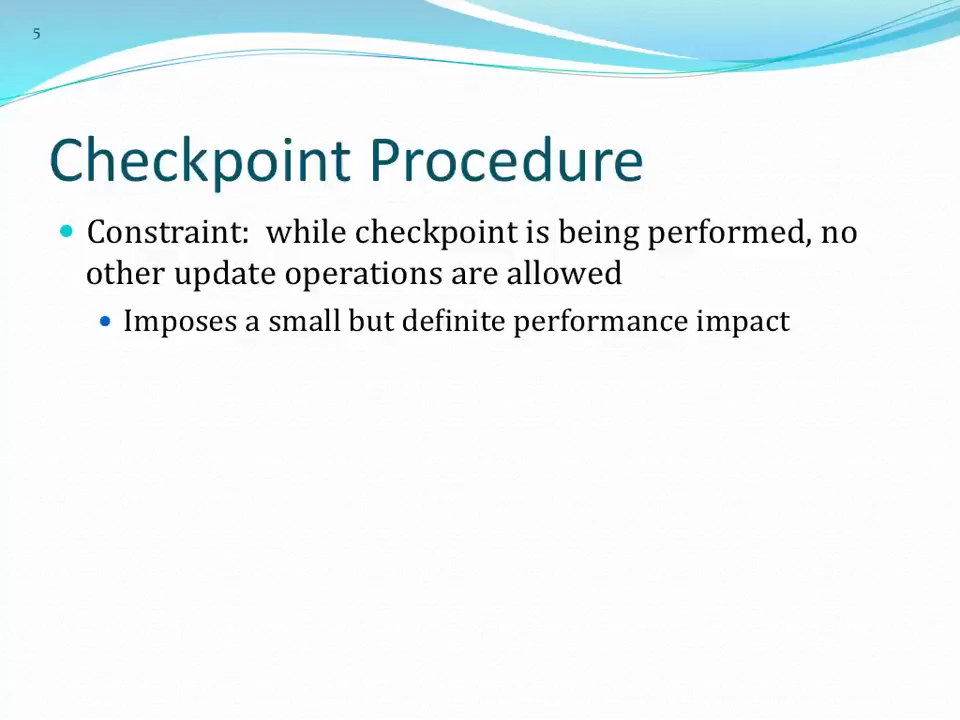 5
Checkpoint Procedure
Constraint:  while checkpoint is being performed, no
other update operations are allowed
Imposes a small but definite performance impact